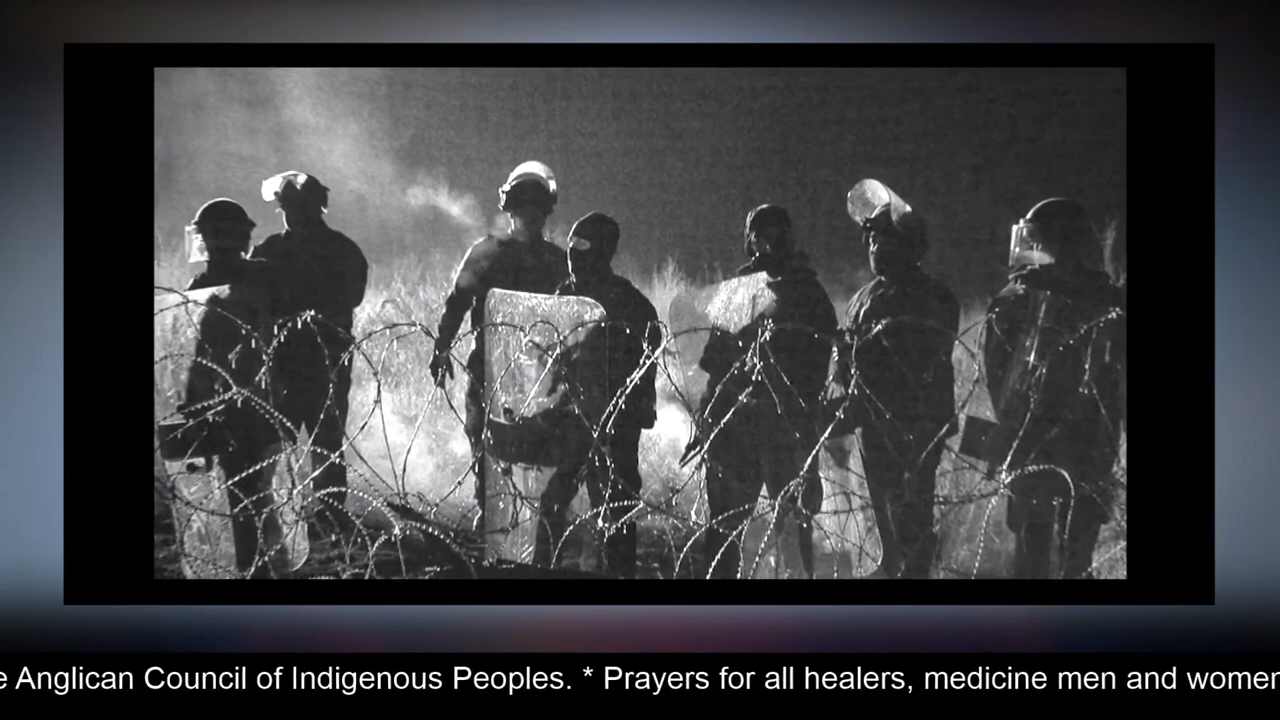 Anglican Council of Indigenous Peoples. * Prayers for all healers, medicine men and women